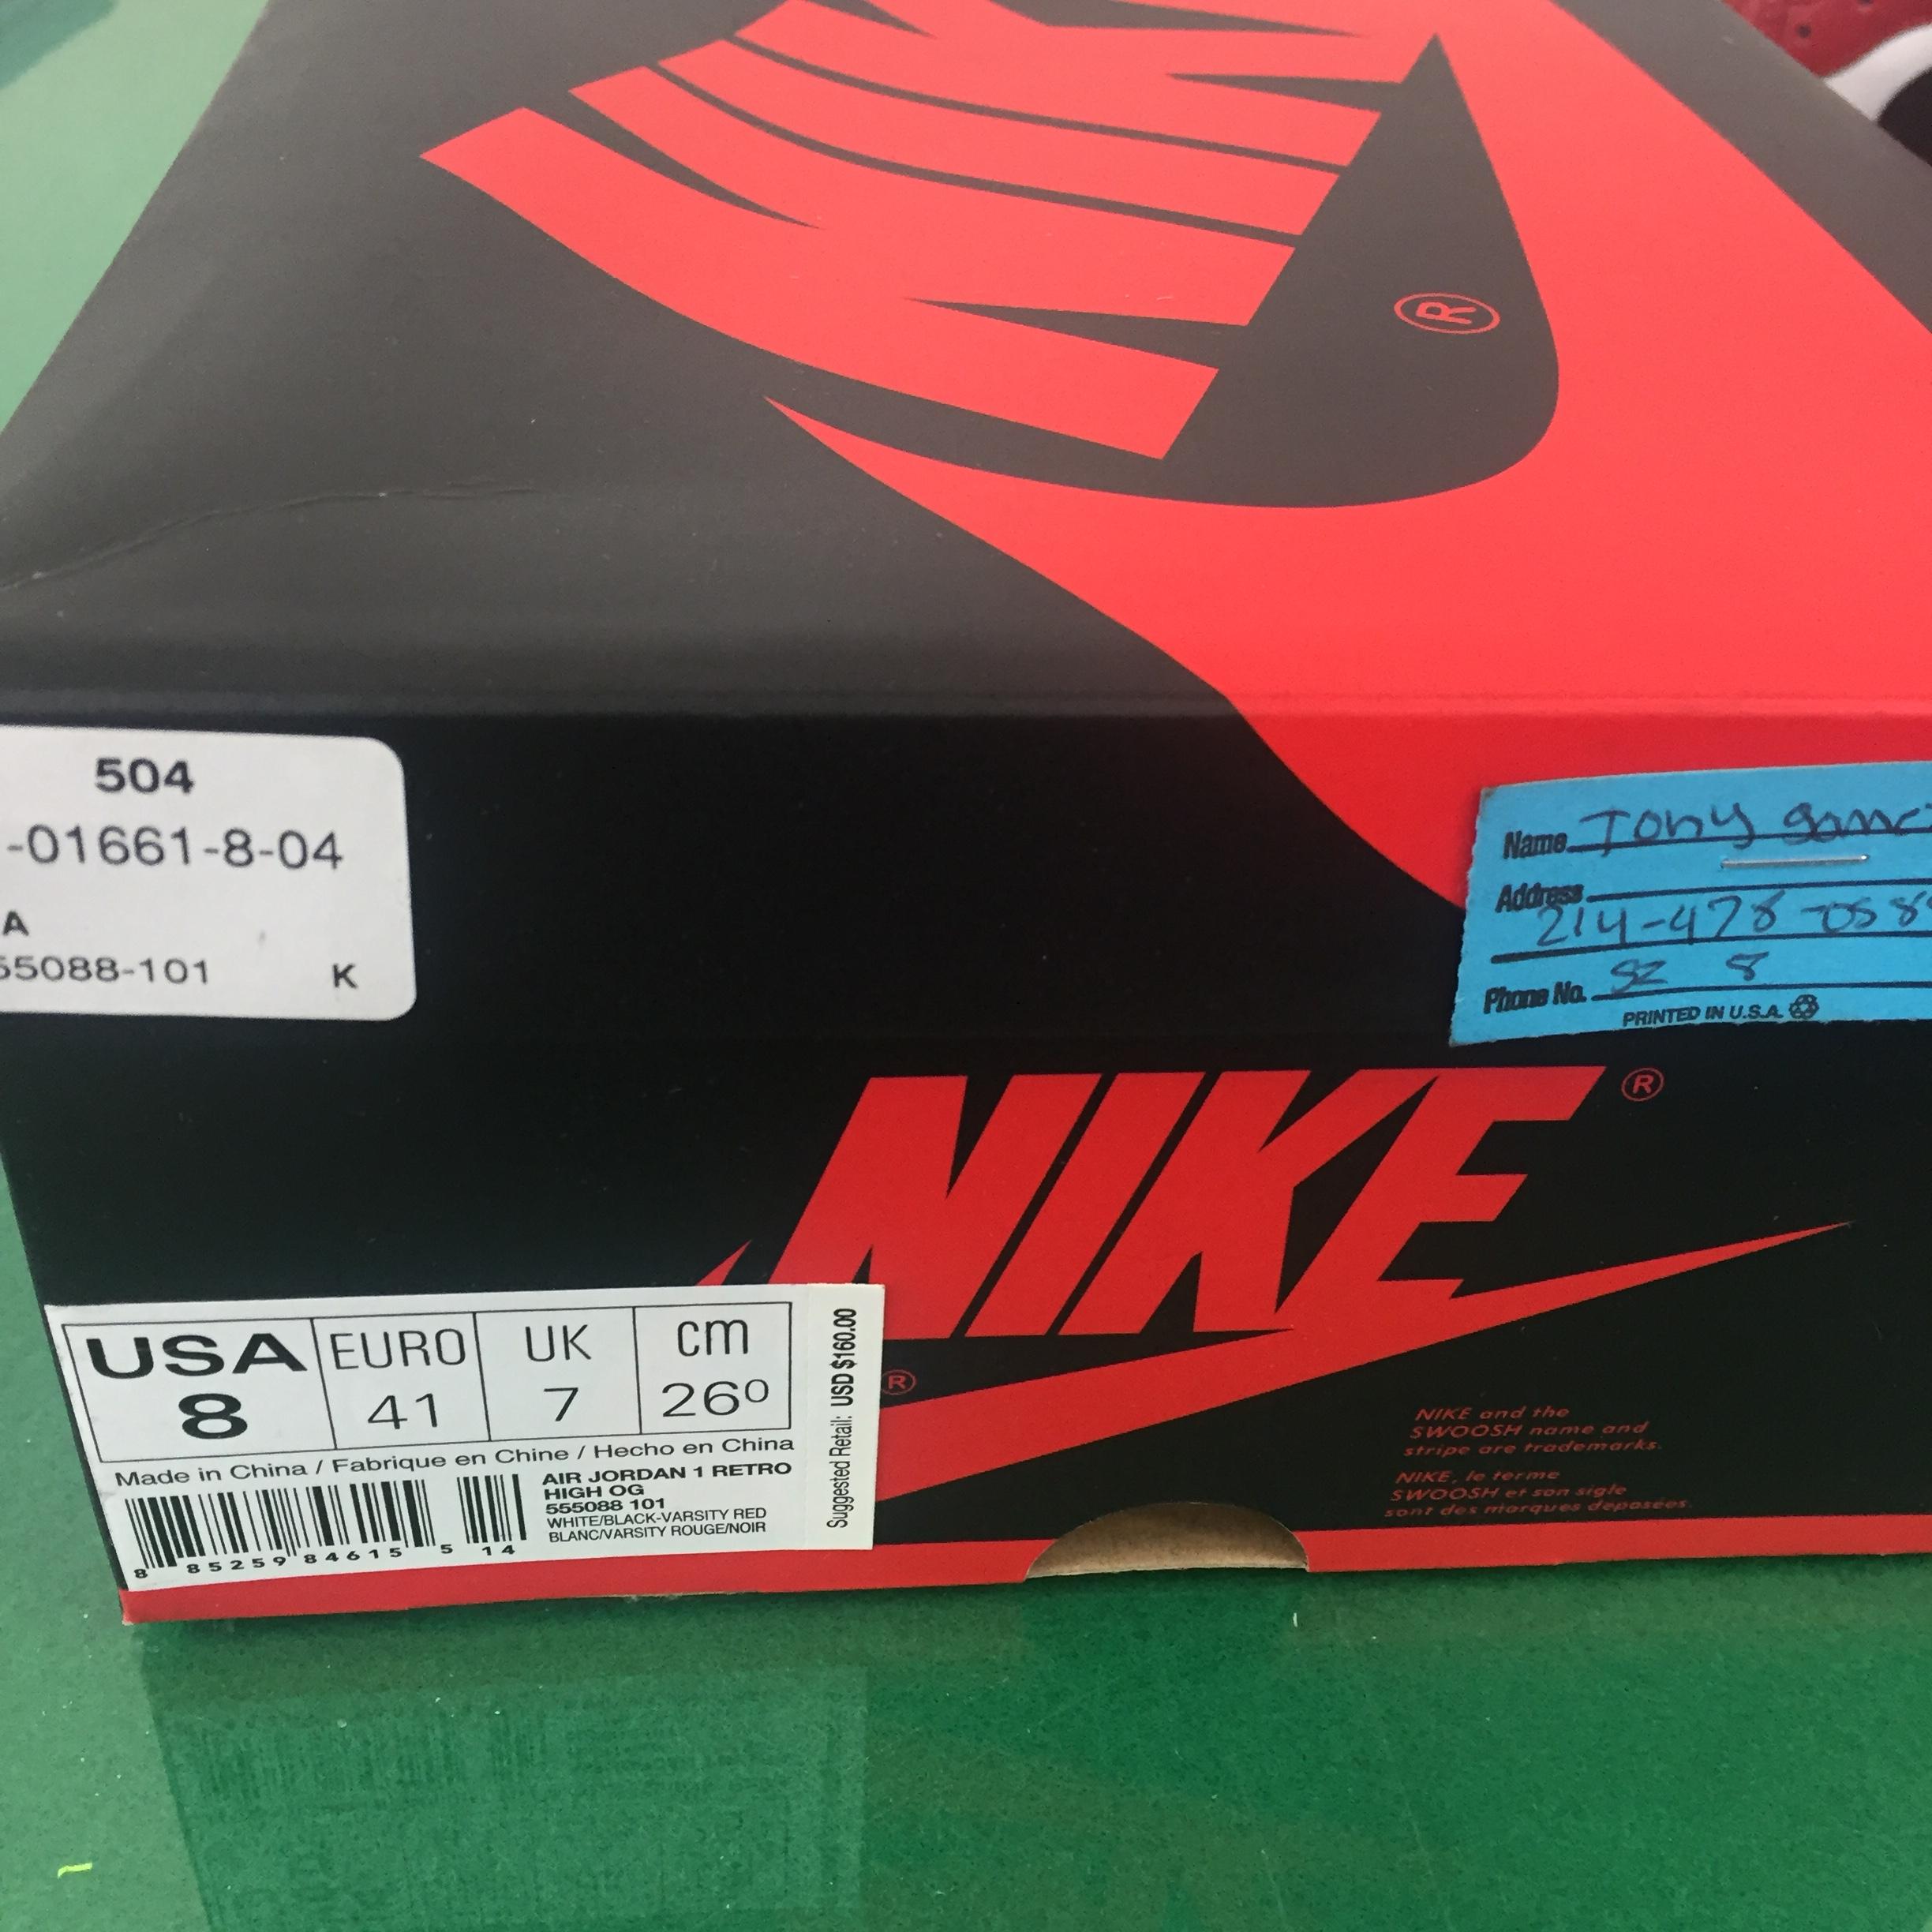 504
-01661-8-04
A
55088-101 K
Name Tony
Address
214-478-058
Phone No. SZ 8
PRINTED IN U.S.A.
NIKE ®
®
USA EURO UK cm
8 41 7 26⁰
Made in China / Fabrique en Chine / Hecho en China
AIR JORDAN 1 RETRO
HIGH OG
555088 101
WHITE/BLACK-VARSITY RED
BLANC/VARSITY ROUGE/NOIR
8 85259 84615 5 14
Suggested Retail: USD $160.00
NIKE and the
SWOOSH name and
stripe are trademarks.
NIKE, le terme
SWOOSH et son sigle
sont des marques déposées.